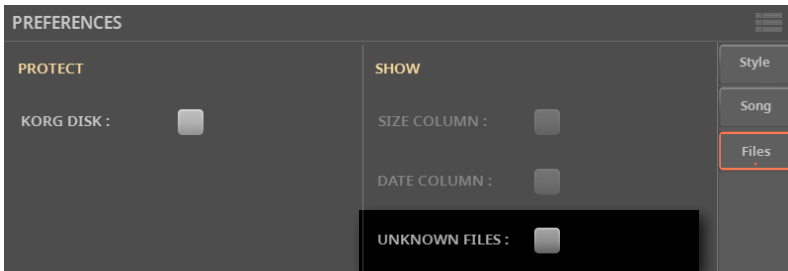 PREFERENCES
PROTECT
KORG DISK :
SHOW
SIZE COLUMN :
DATE COLUMN :
UNKNOWN FILES :
Style
Song
Files